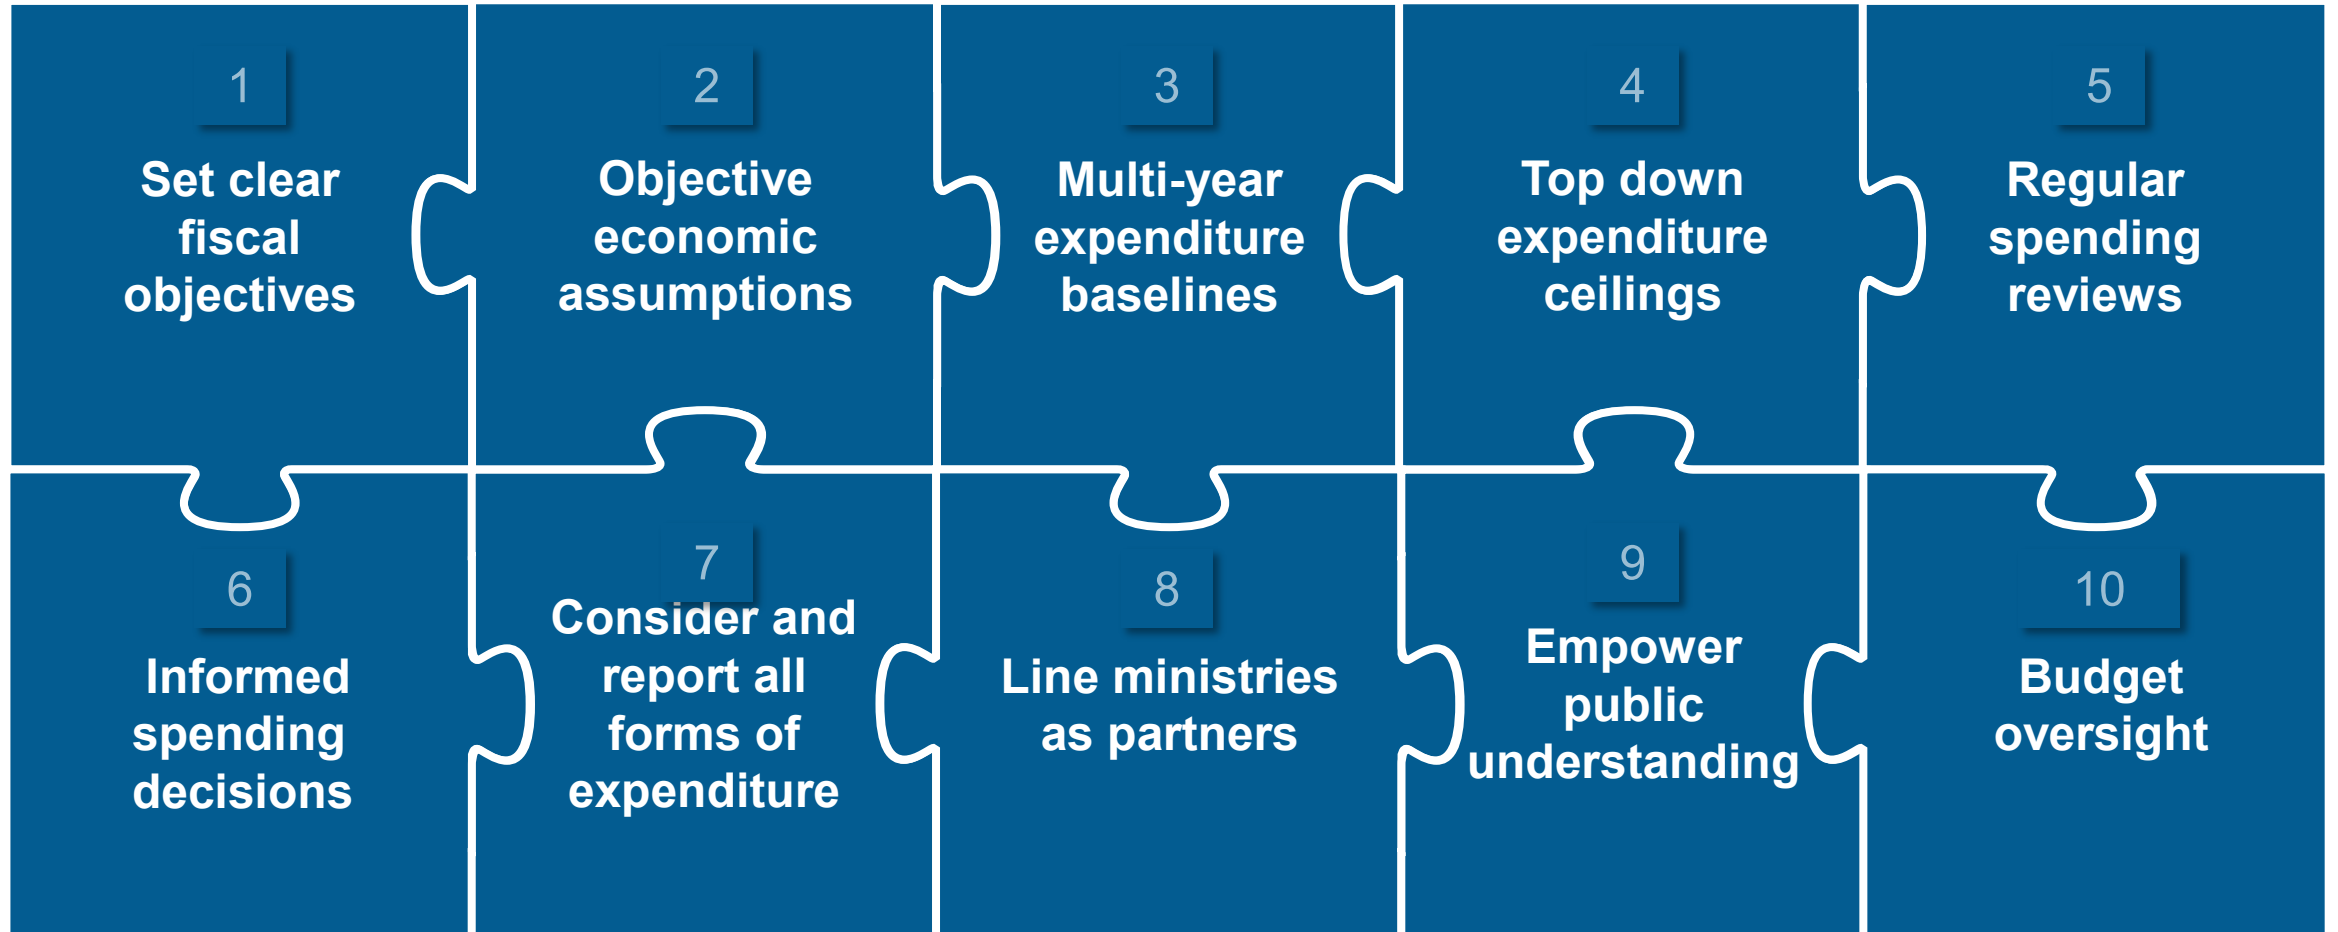 1
Set clear
fiscal
objectives
2
Objective
economic
assumptions
3
Multi-year
expenditure
baselines
4
Top down
expenditure
ceilings
5
Regular
spending
reviews
6
Informed
spending
decisions
7
Consider and
report all
forms of
expenditure
8
Line ministries
as partners
9
Empower
public
understanding
10
Budget
oversight